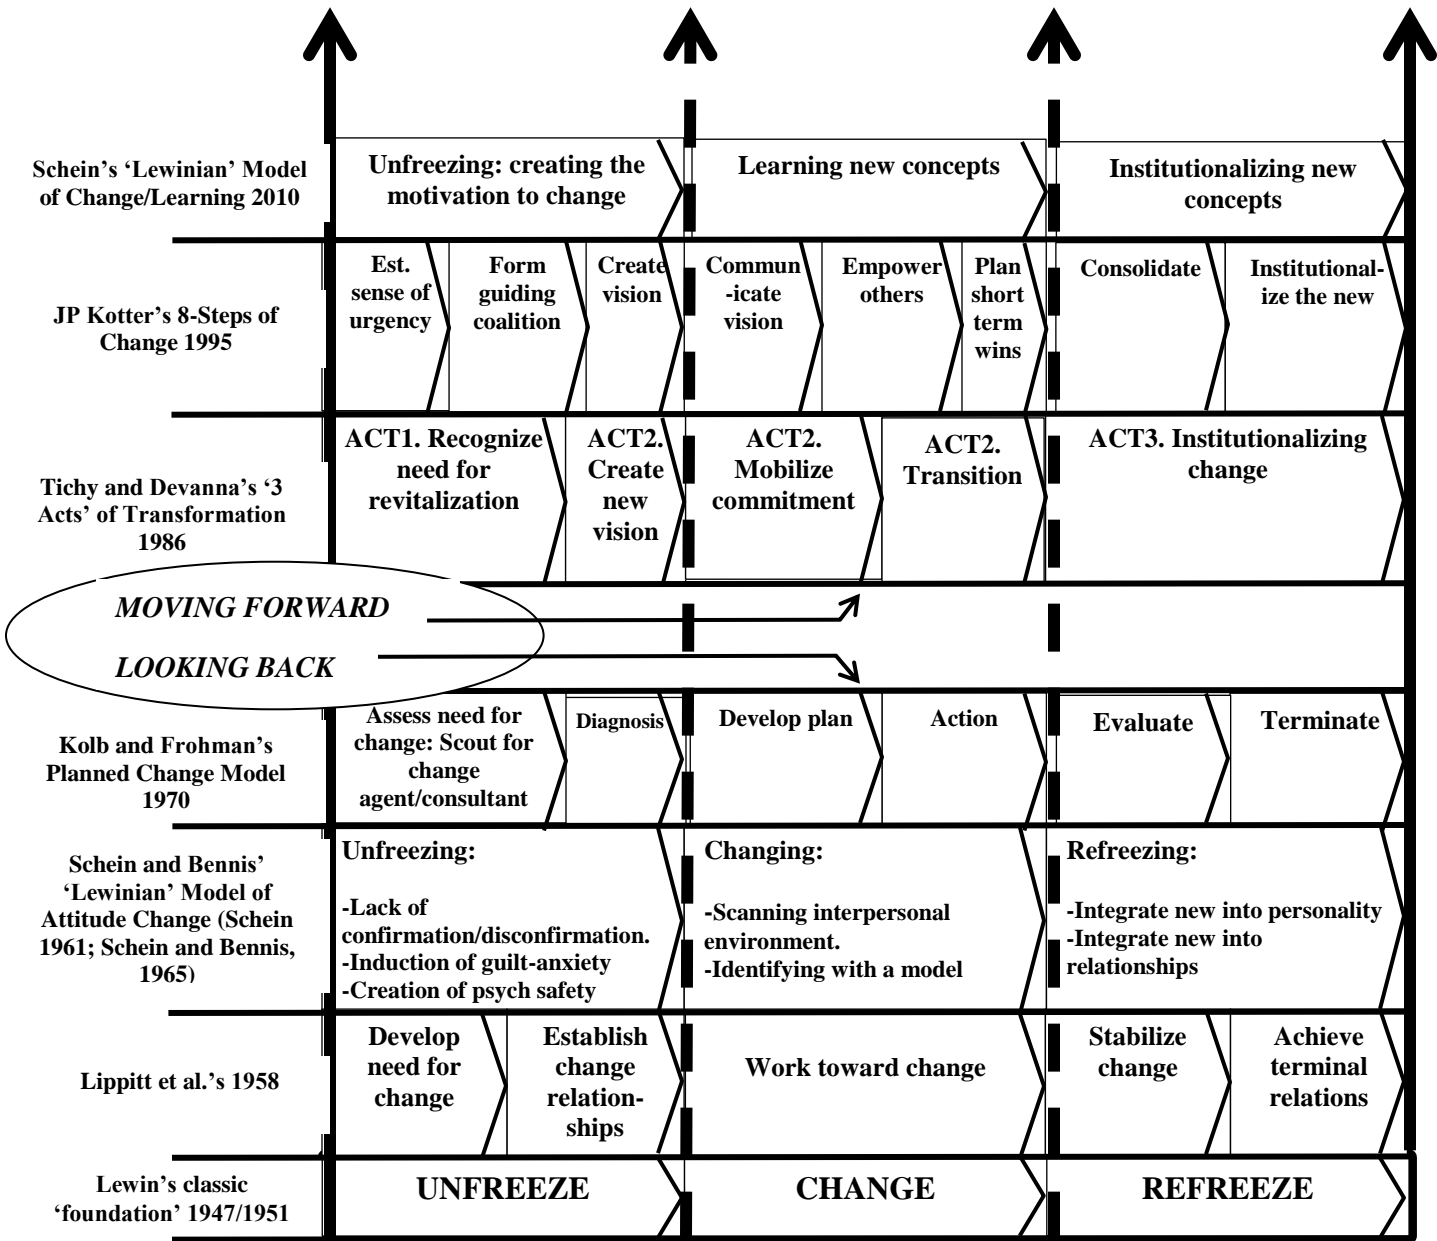 Schein's 'Lewinian' Model
of Change/Learning 2010
Unfreezing: creating the
motivation to change
Learning new concepts
Institutionalizing new
concepts
JP Kotter's 8-Steps of
Change 1995
Est.
sense of
urgency
Form
guiding
coalition
Create
vision
Commun
-icate
vision
Empower
others
Plan
short
term
wins
Consolidate
Institutional-
ize the new
Tichy and Devanna's '3
Acts' of Transformation
1986
ACT1. Recognize
need for
revitalization
ACT2.
Create
new
vision
ACT2.
Mobilize
commitment
ACT2.
Transition
ACT3. Institutionalizing
change
MOVING FORWARD
LOOKING BACK
Kolb and Frohman's
Planned Change Model
1970
Assess need for
change: Scout for
change
agent/consultant
Diagnosis
Develop plan
Action
Evaluate
Terminate
Schein and Bennis'
'Lewinian' Model of
Attitude Change (Schein
1961; Schein and Bennis,
1965)
Unfreezing:
-Lack of
confirmation/disconfirmation.
-Induction of guilt-anxiety
-Creation of psych safety
Changing:
-Scanning interpersonal
environment.
-Identifying with a model
Refreezing:
-Integrate new into personality
-Integrate new into
relationships
Lippitt et al.'s 1958
Develop
need for
change
Establish
change
relation-
ships
Work toward change
Stabilize
change
Achieve
terminal
relations
Lewin's classic
'foundation' 1947/1951
UNFREEZE
CHANGE
REFREEZE